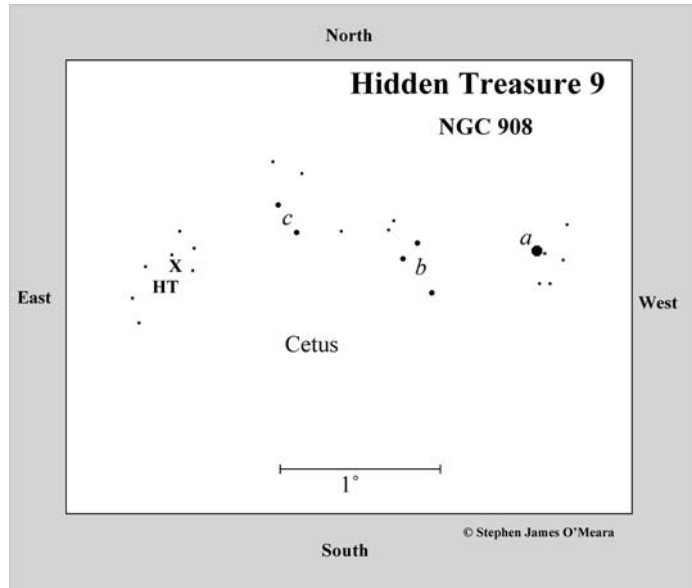 North
Hidden Treasure 9
NGC 908
c
a
b
X
HT
East
West
Cetus
1°
© Stephen James O'Meara
South